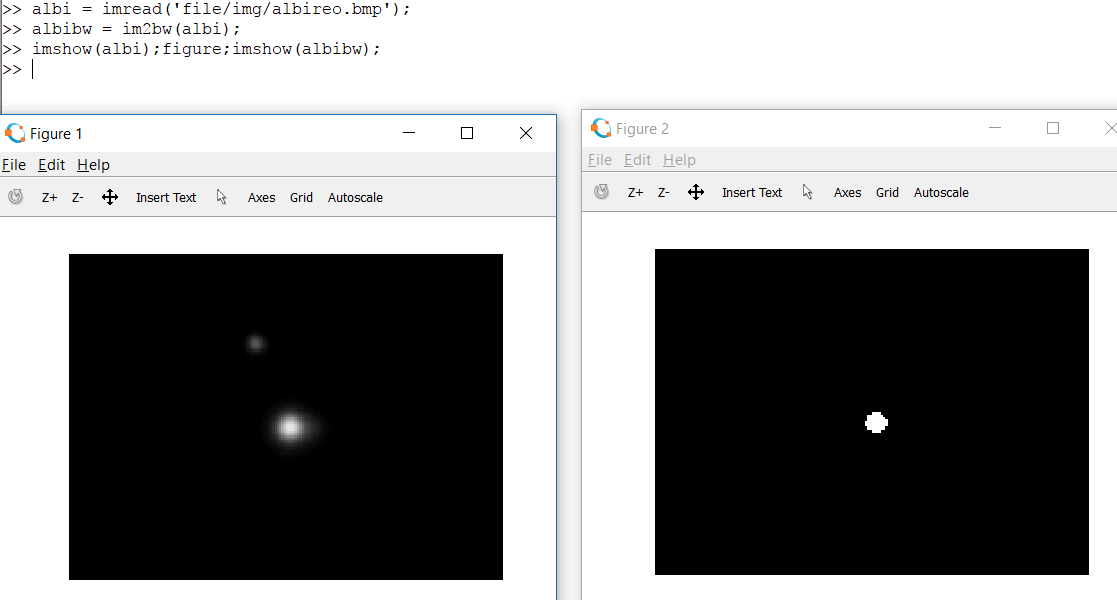 >> albi = imread('file/img/albireo.bmp');
>> albibw = im2bw(albi);
>> imshow(albi);figure;imshow(albibw);
>>
Figure 1
File Edit Help
Z+ Z- Insert Text Axes Grid Autoscale
Figure 2
File Edit Help
Z+ Z- Insert Text Axes Grid Autoscale